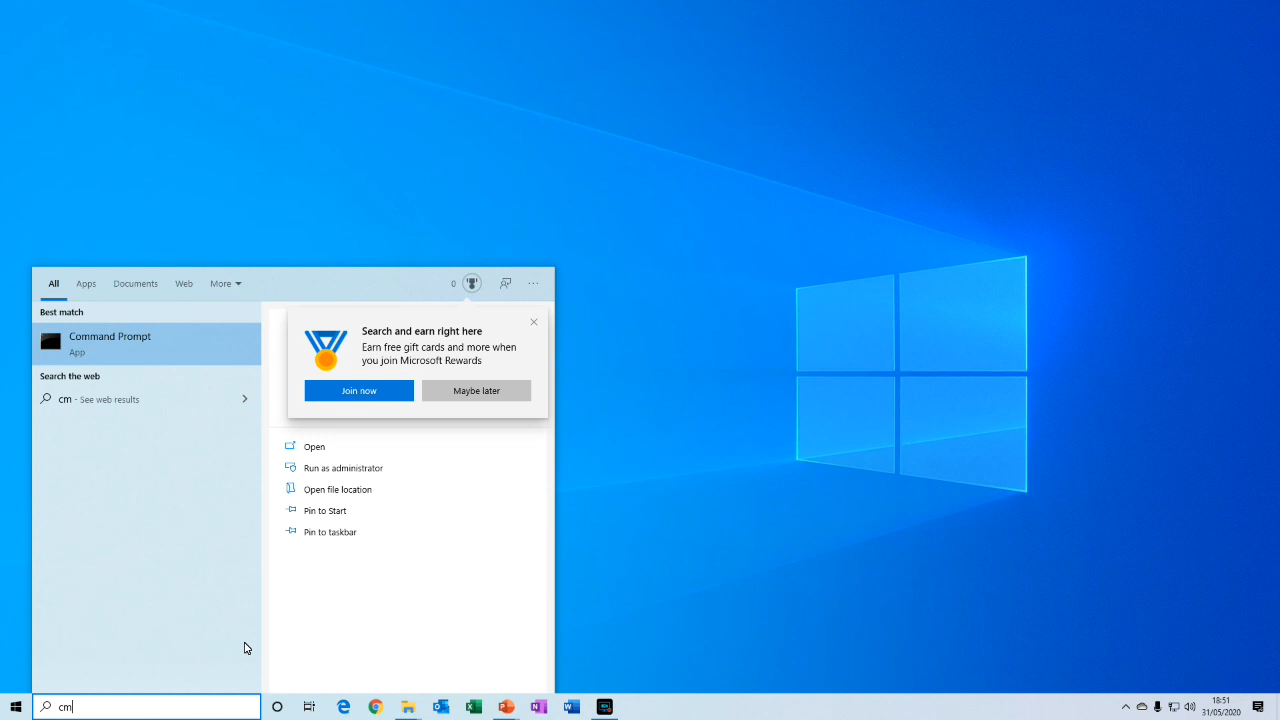 All Apps Documents Web More 0 ...
Best match
Command Prompt
App
Search the web
cm - See web results
Search and earn right here
Earn free gift cards and more when
you join Microsoft Rewards
Join now Maybe later
Open
Run as administrator
Open file location
Pin to Start
Pin to taskbar
cm
18:51
31/05/2020